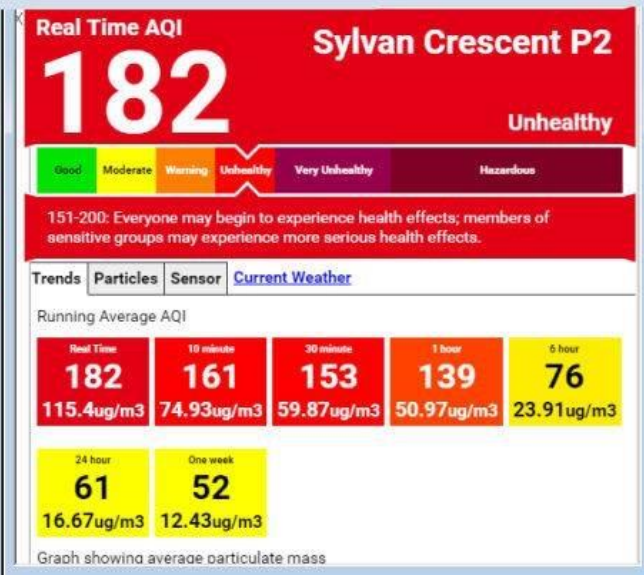 X
Real Time AQI
Sylvan Crescent P2
182
Unhealthy
Good Moderate Warning Unhealthy Very Unhealthy Hazardous
151-200: Everyone may begin to experience health effects; members of
sensitive groups may experience more serious health effects.
Trends Particles Sensor Current Weather
Running Average AQI
Real Time 10 minute 30 minute 1 hour 6 hour
182 161 153 139 76
115.4ug/m3 74.93ug/m3 59.87ug/m3 50.97ug/m3 23.91ug/m3
24 hour One week
61 52
16.67ug/m3 12.43ug/m3
Graph showing average particulate mass